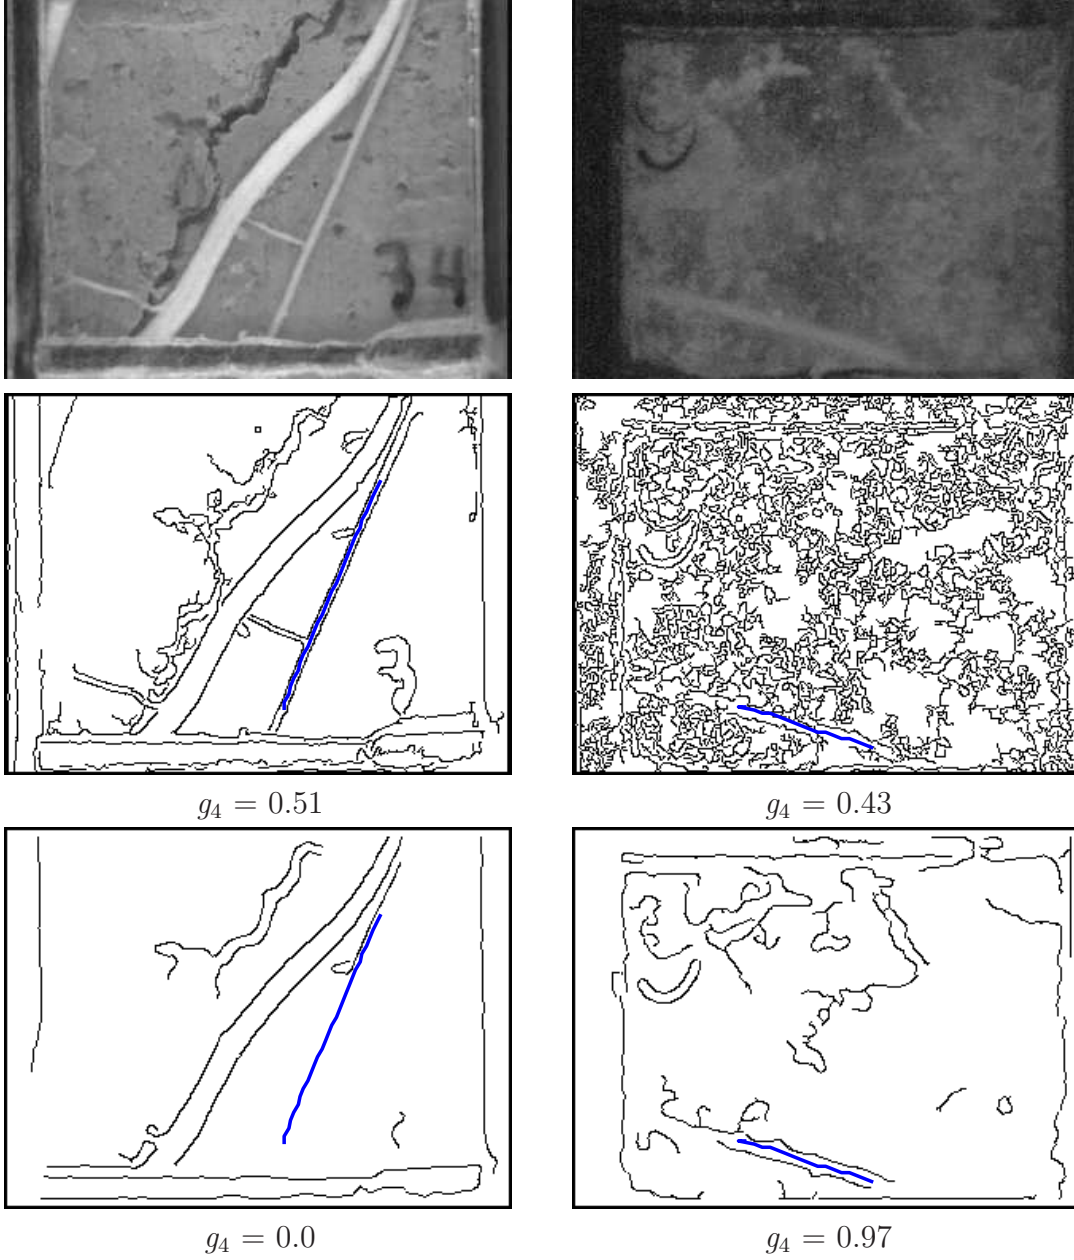 34
g₄ = 0.51
g₄ = 0.43
g₄ = 0.0
g₄ = 0.97